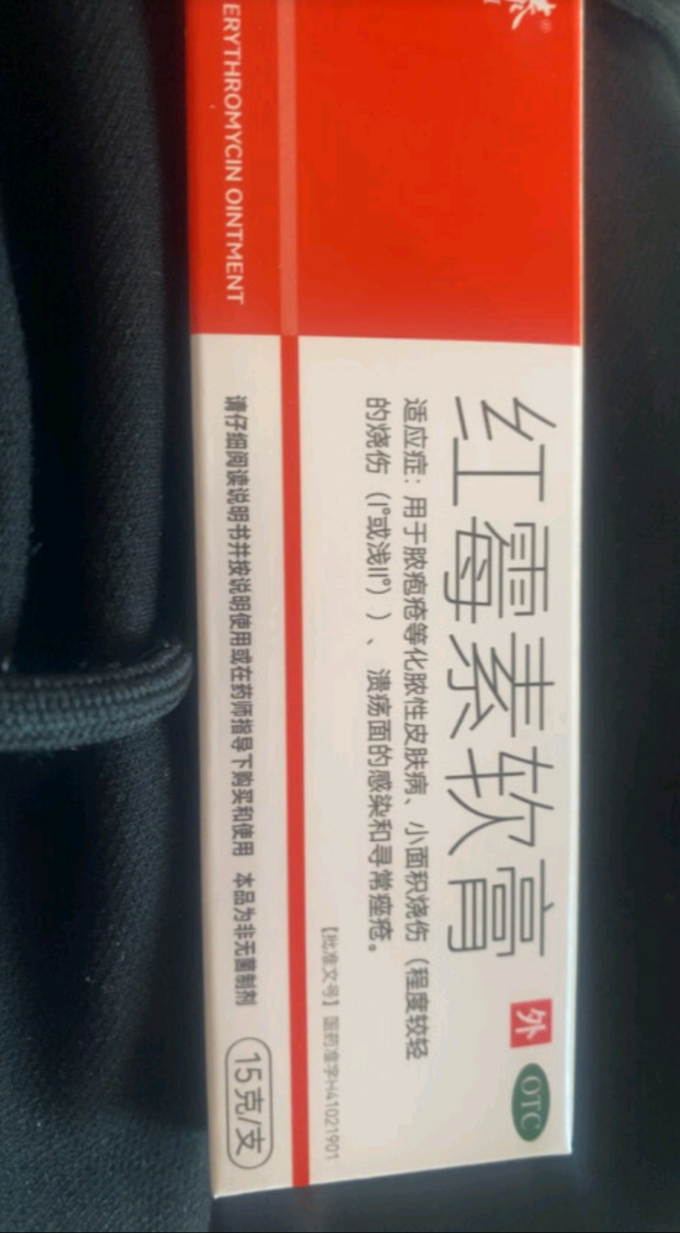 ERYTHROMYCIN OINTMENT
红霉素软膏
外
OTC
适应症：用于脓疱疮等化脓性皮肤病、小面积烧伤（程度较轻
的烧伤（I°或浅II°））、溃疡面的感染和寻常痤疮。
【批准文号】国药准字H41021901
请仔细阅读说明书并按说明使用或在药师指导下购买和使用 本品为非无菌制剂
15克/支